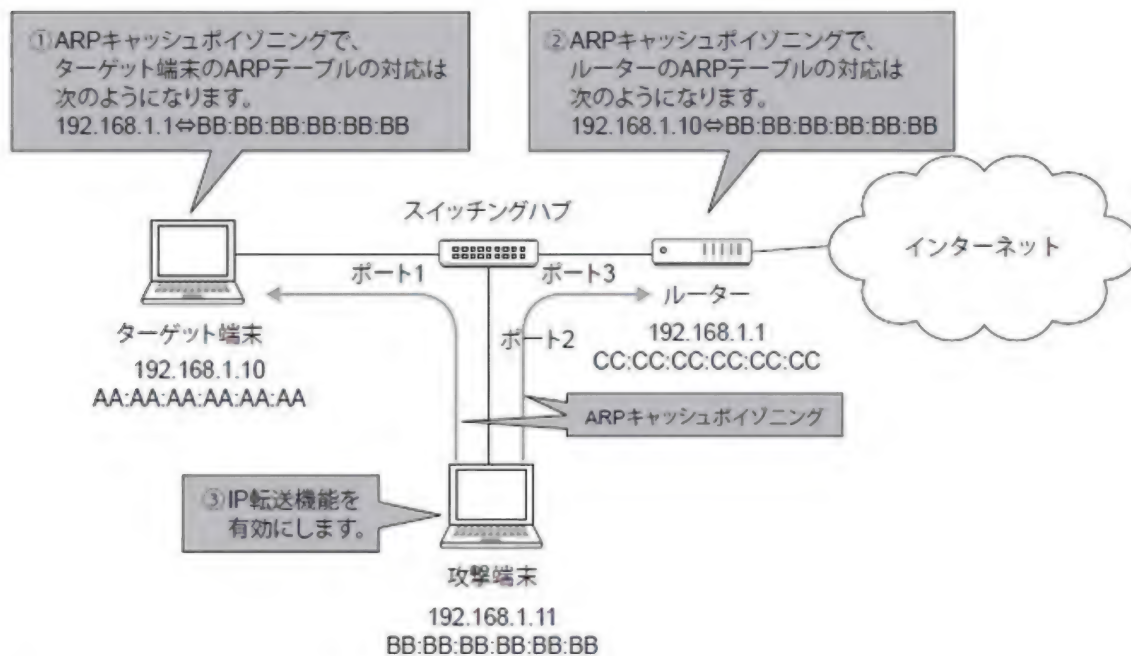 ①ARPキャッシュポイゾニングで、
ターゲット端末のARPテーブルの対応は
次のようになります。
192.168.1.1⇔BB:BB:BB:BB:BB:BB
②ARPキャッシュポイゾニングで、
ルーターのARPテーブルの対応は
次のようになります。
192.168.1.10⇔BB:BB:BB:BB:BB:BB
スイッチングハブ
インターネット
ポート1
ポート3
ルーター
ターゲット端末
192.168.1.1
ポート2
192.168.1.10
CC:CC:CC:CC:CC:CC
AA:AA:AA:AA:AA:AA
ARPキャッシュポイゾニング
③IP転送機能を
有効にします。
攻撃端末
192.168.1.11
BB:BB:BB:BB:BB:BB